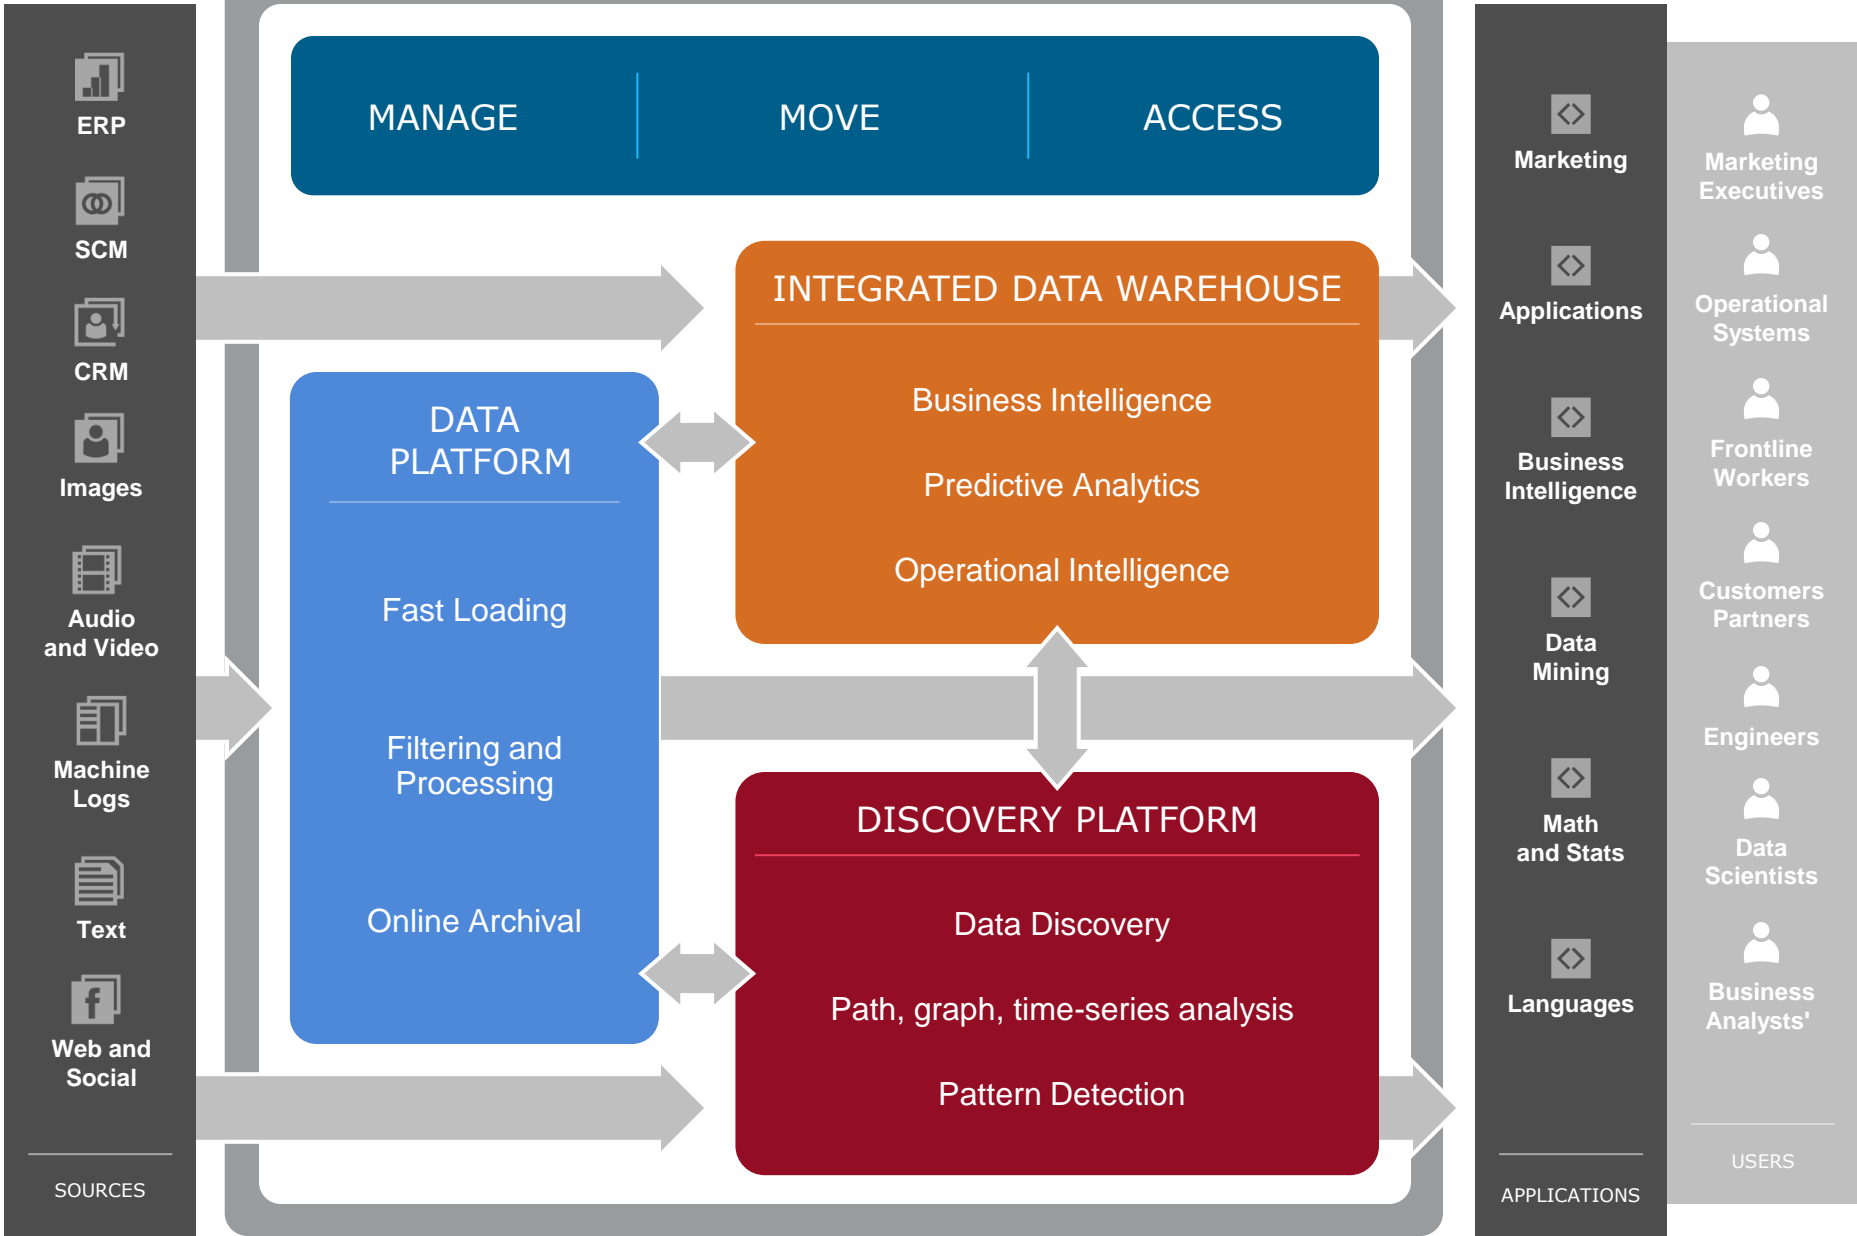 ERP
SCM
CRM
Images
Audio
and Video
Machine
Logs
Text
Web and
Social
SOURCES
MANAGE
MOVE
ACCESS
DATA
PLATFORM
Fast Loading
Filtering and
Processing
Online Archival
INTEGRATED DATA WAREHOUSE
Business Intelligence
Predictive Analytics
Operational Intelligence
DISCOVERY PLATFORM
Data Discovery
Path, graph, time-series analysis
Pattern Detection
Marketing
Applications
Business
Intelligence
Data
Mining
Math
and Stats
Languages
APPLICATIONS
Marketing
Executives
Operational
Systems
Frontline
Workers
Customers
Partners
Engineers
Data
Scientists
Business
Analysts'
USERS